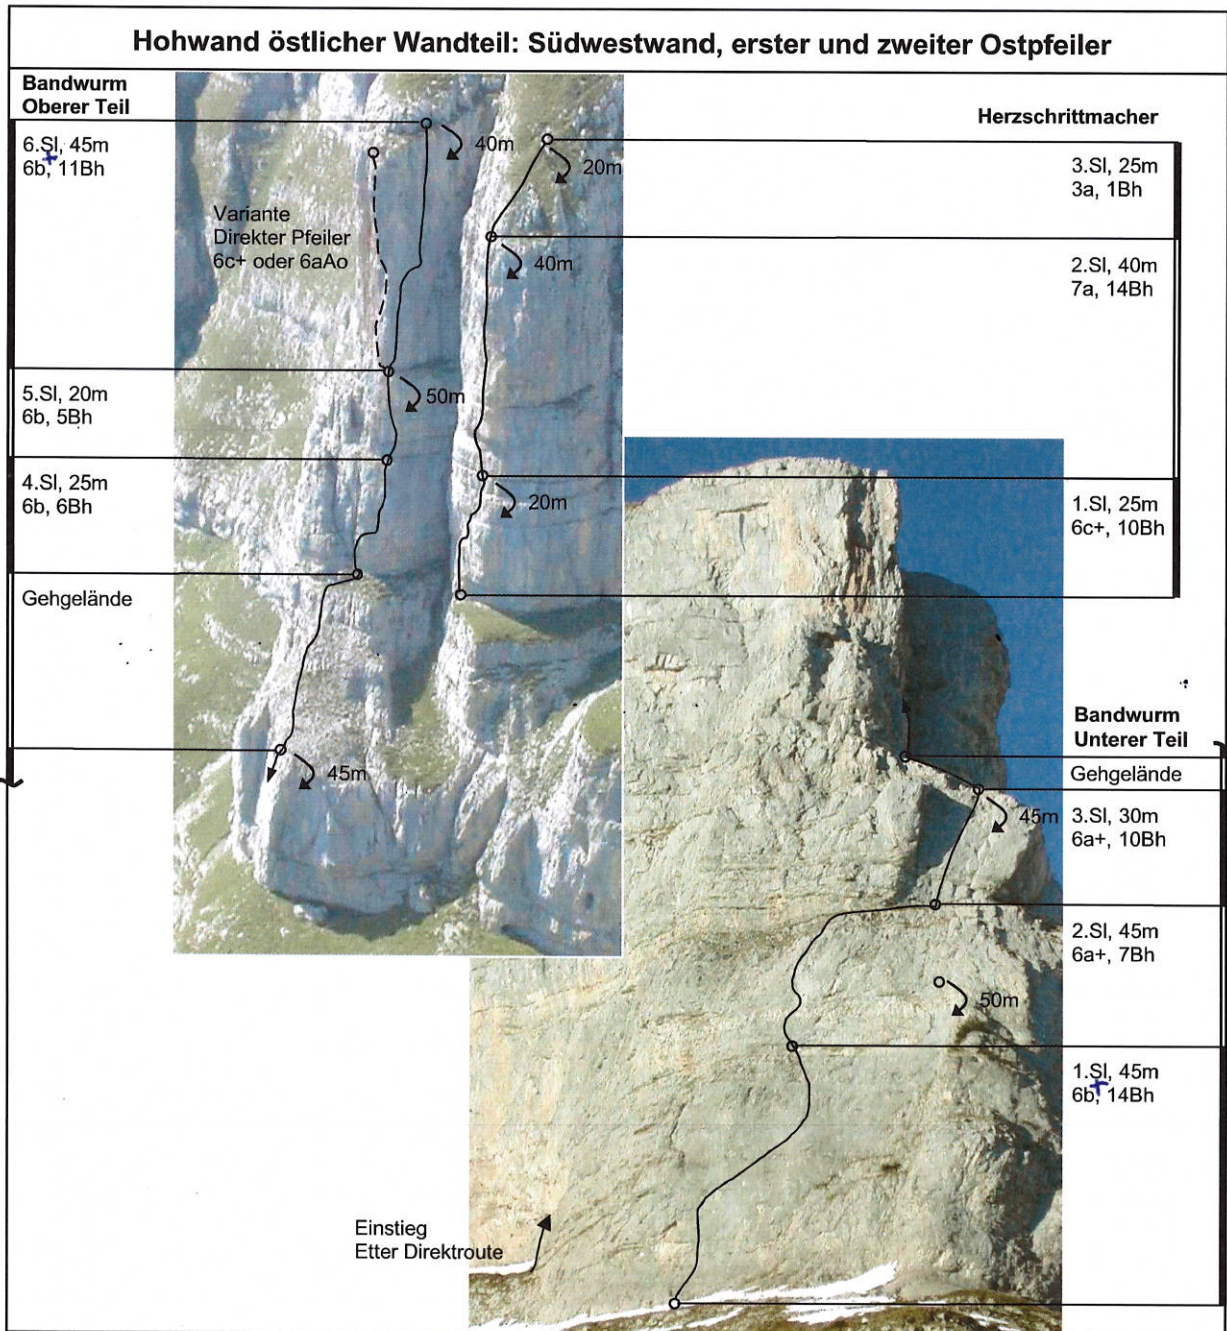 Hohwand östlicher Wandteil: Südwestwand, erster und zweiter Ostpfeiler
Bandwurm
Oberer Teil
6.Sl, 45m
6b+, 11Bh
5.Sl, 20m
6b, 5Bh
4.Sl, 25m
6b, 6Bh
Gehgelände
Variante
Direkter Pfeiler
6c+ oder 6aAo
40m
20m
40m
50m
20m
45m
Herzschrittmacher
3.Sl, 25m
3a, 1Bh
2.Sl, 40m
7a, 14Bh
1.Sl, 25m
6c+, 10Bh
Bandwurm
Unterer Teil
Gehgelände
45m
3.Sl, 30m
6a+, 10Bh
2.Sl, 45m
6a+, 7Bh
50m
1.Sl, 45m
6b+, 14Bh
Einstieg
Etter Direktroute